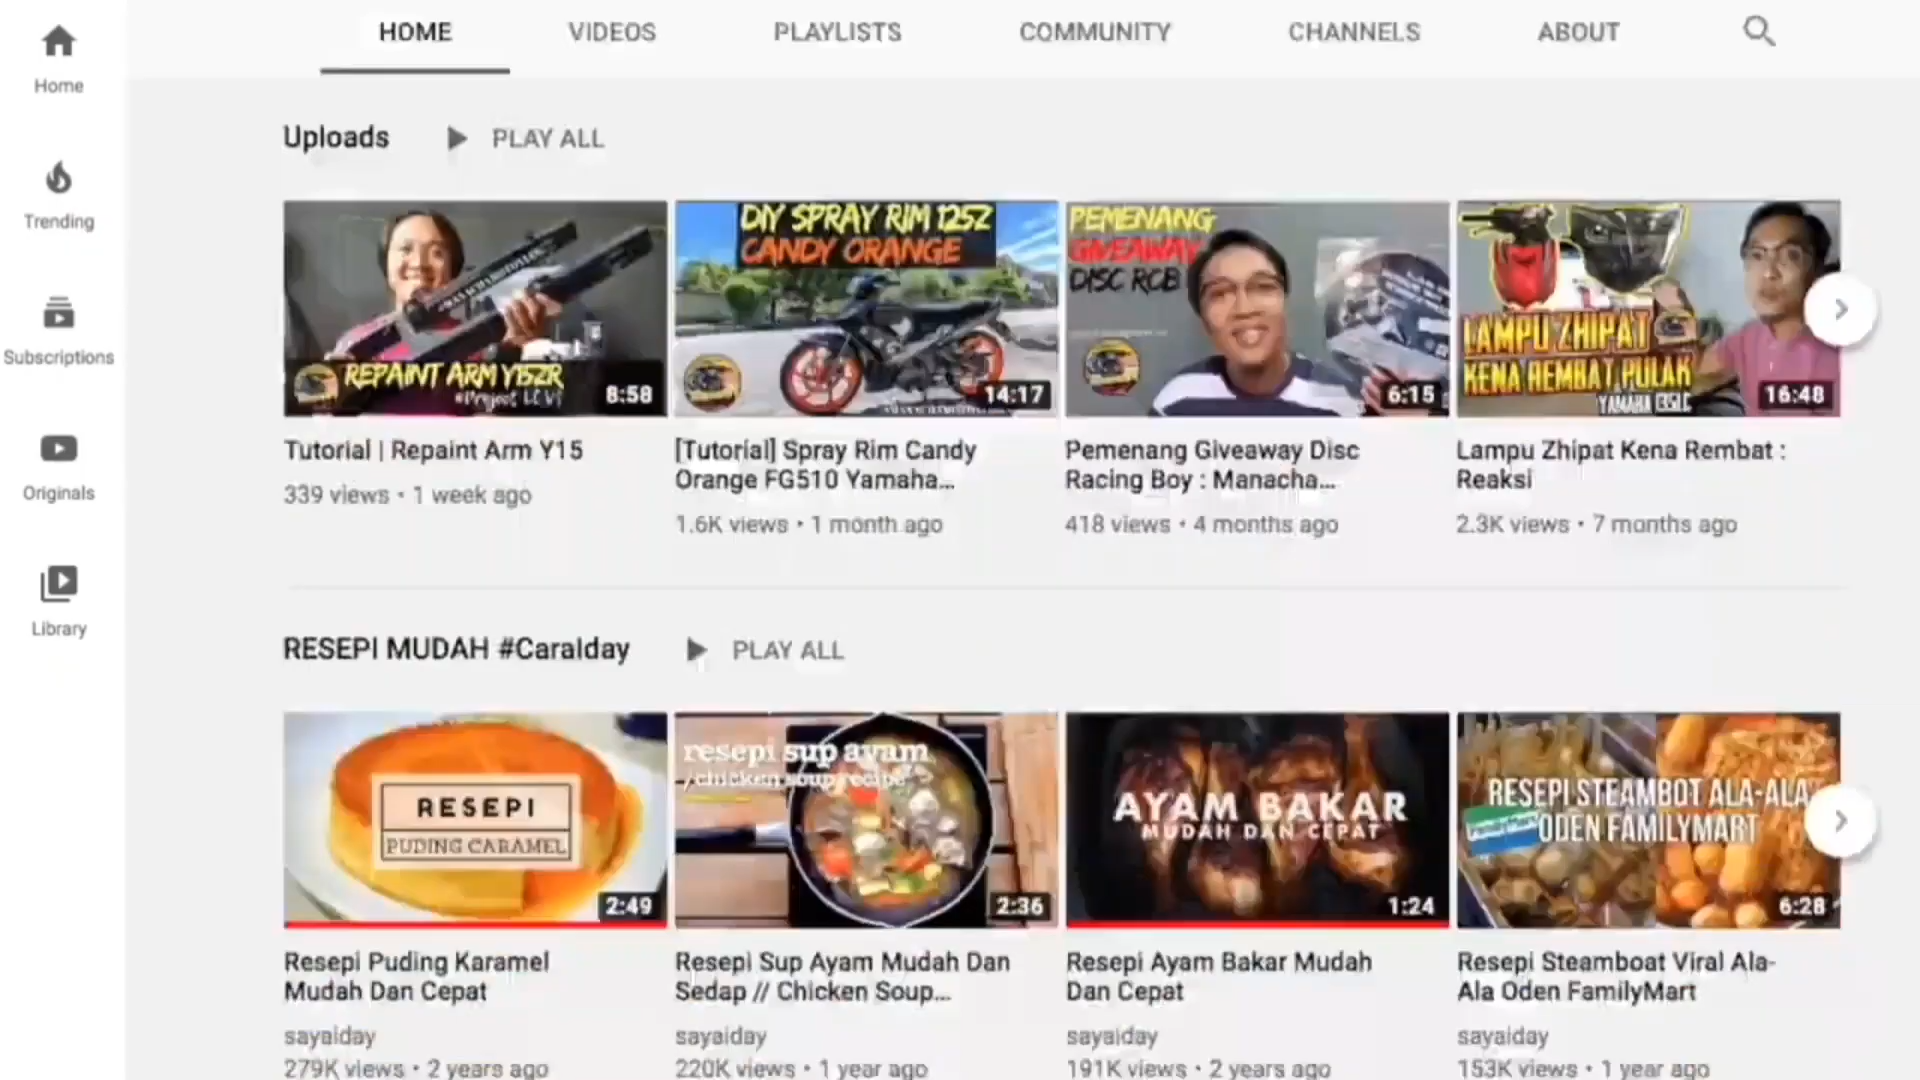 HOME
VIDEOS
PLAYLISTS
COMMUNITY
CHANNELS
ABOUT
Home
Trending
Subscriptions
Originals
Library
Uploads
PLAY ALL
REPAINT ARM Y15ZR
8:58
DIY SPRAY RIM 125Z
CANDY ORANGE
14:17
PEMENANG
GIVEAWAY
DISC RCB
6:15
LAMPU ZHIPAT
KENA REMBAT PULAK
YAMAHA 135LC
16:48
Tutorial | Repaint Arm Y15
339 views • 1 week ago
[Tutorial] Spray Rim Candy
Orange FG510 Yamaha...
1.6K views • 1 month ago
Pemenang Giveaway Disc
Racing Boy : Manacha...
418 views • 4 months ago
Lampu Zhipat Kena Rembat :
Reaksi
2.3K views • 7 months ago
RESEPI MUDAH #CaraIday
PLAY ALL
RESEPI
PUDING CARAMEL
2:49
resepi sup ayam
/chicken soup recipe
2:36
AYAM BAKAR
MUDAH DAN CEPAT
1:24
RESEPI STEAMBOT ALA-ALA
ODEN FAMILYMART
6:28
Resepi Puding Karamel
Mudah Dan Cepat
sayaiday
279K views • 2 years ago
Resepi Sup Ayam Mudah Dan
Sedap // Chicken Soup...
sayaiday
220K views • 1 year ago
Resepi Ayam Bakar Mudah
Dan Cepat
sayaiday
191K views • 2 years ago
Resepi Steamboat Viral Ala-
Ala Oden FamilyMart
sayaiday
153K views • 1 year ago